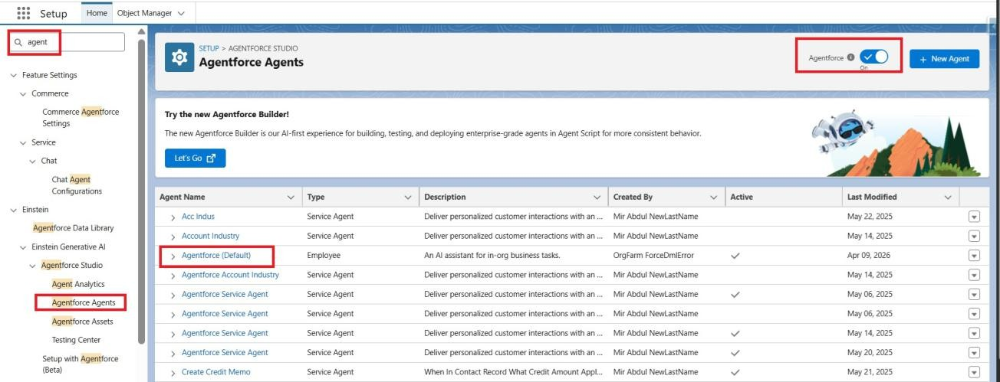 Setup
Home
Object Manager
agent
Feature Settings
Commerce
Commerce Agentforce
Settings
Service
Chat
Chat Agent
Configurations
Einstein
Agentforce Data Library
Einstein Generative AI
Agentforce Studio
Agent Analytics
Agentforce Agents
Agentforce Assets
Testing Center
Setup with Agentforce
(Beta)
SETUP > AGENTFORCE STUDIO
Agentforce Agents
Agentforce
On
+ New Agent
Try the new Agentforce Builder!
The new Agentforce Builder is our AI-first experience for building, testing, and deploying enterprise-grade agents in Agent Script for more consistent behavior.
Let's Go
Agent Name Type Description Created By Active Last Modified
Acc Indus Service Agent Deliver personalized customer interactions with an ... Mir Abdul NewLastName May 22, 2025
Account Industry Service Agent Deliver personalized customer interactions with an ... Mir Abdul NewLastName May 14, 2025
Agentforce (Default) Employee An AI assistant for in-org business tasks. OrgFarm ForceDmlError Apr 09, 2026
Agentforce Account Industry Service Agent Deliver personalized customer interactions with an ... Mir Abdul NewLastName May 14, 2025
Agentforce Service Agent Service Agent Deliver personalized customer interactions with an ... Mir Abdul NewLastName May 06, 2025
Agentforce Service Agent Service Agent Deliver personalized customer interactions with an ... Mir Abdul NewLastName May 06, 2025
Agentforce Service Agent Service Agent Deliver personalized customer interactions with an ... Mir Abdul NewLastName May 14, 2025
Agentforce Service Agent Service Agent Deliver personalized customer interactions with an ... Mir Abdul NewLastName May 20, 2025
Create Credit Memo Service Agent When In Contact Record What Credit Amount Appl... Mir Abdul NewLastName May 21, 2025